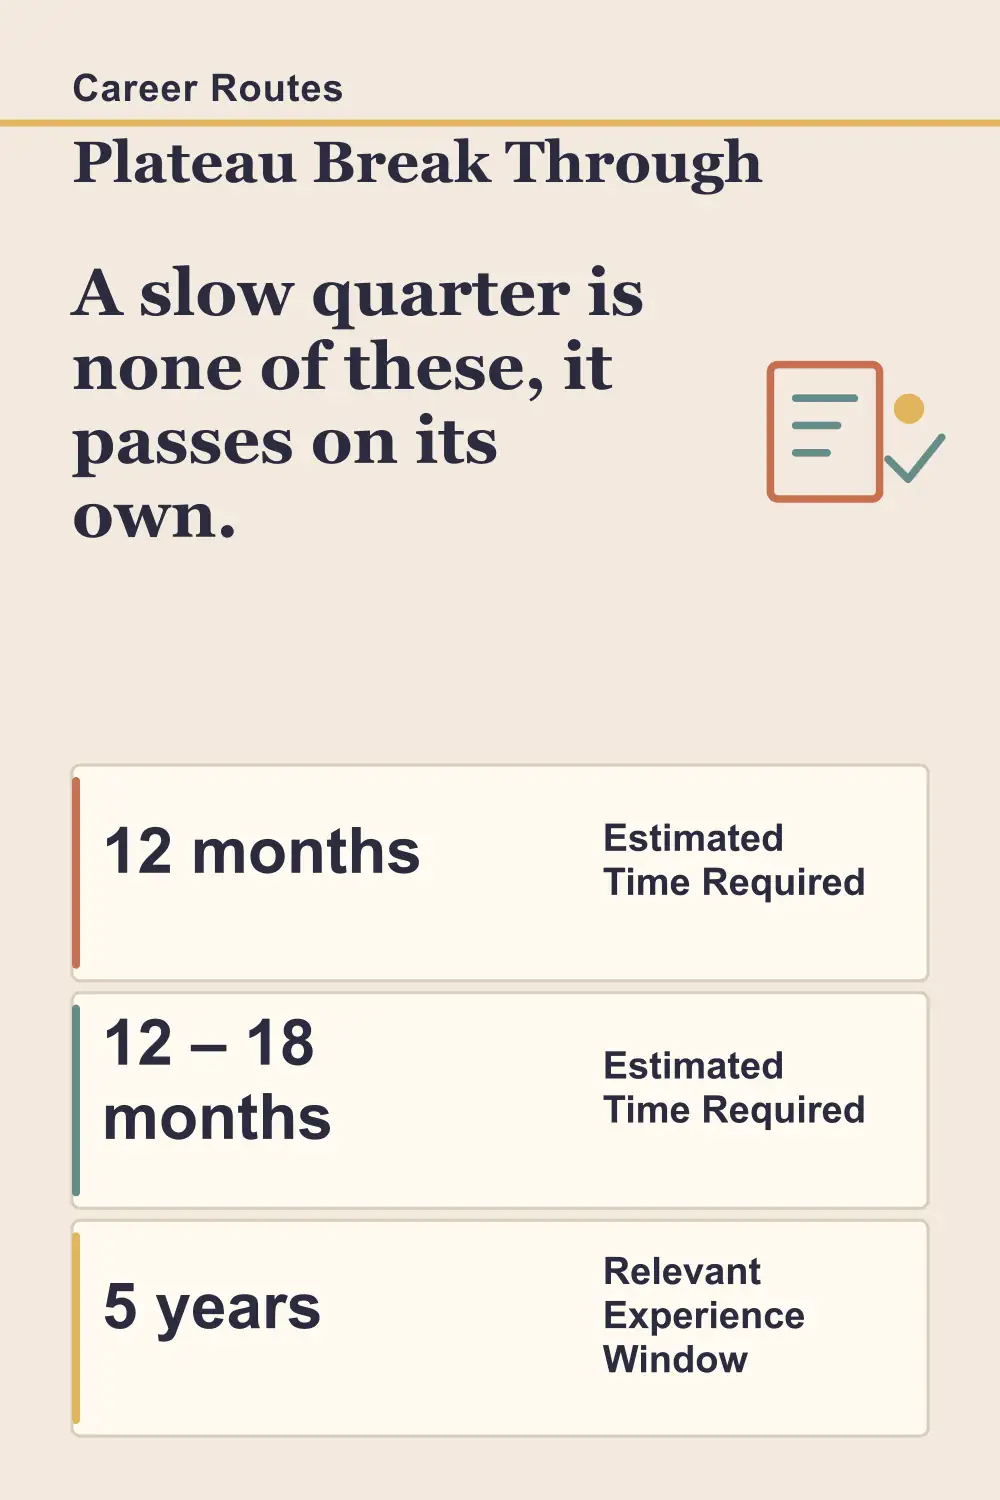 Career Routes
Plateau Break Through
A slow quarter is
none of these, it
passes on its
own.
12 months
Estimated
Time Required
12 – 18
months
Estimated
Time Required
5 years
Relevant
Experience
Window